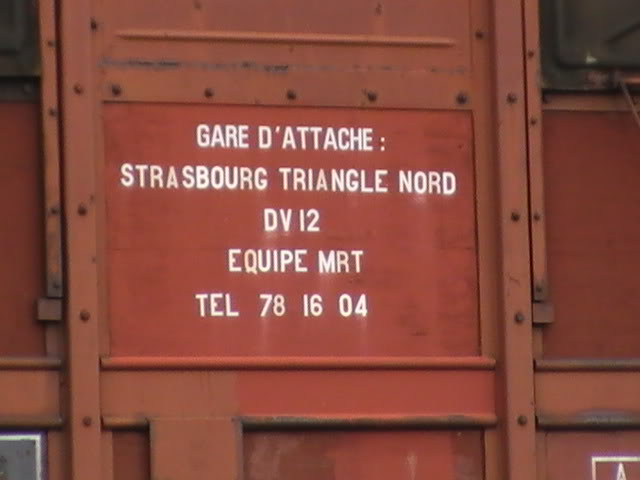 GARE D'ATTACHE :
STRASBOURG TRIANGLE NORD
DV 12
EQUIPE MRT
TEL 78 16 04
A